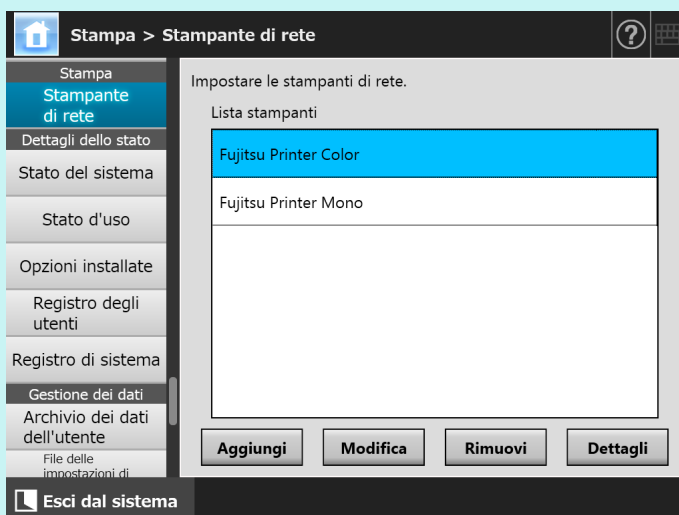 Stampa > Stampante di rete
?
Stampa
Stampante
di rete
Dettagli dello stato
Stato del sistema
Stato d'uso
Opzioni installate
Registro degli
utenti
Registro di sistema
Gestione dei dati
Archivio dei dati
dell'utente
File delle
impostazioni di
Esci dal sistema
Impostare le stampanti di rete.
Lista stampanti
Fujitsu Printer Color
Fujitsu Printer Mono
Aggiungi Modifica Rimuovi Dettagli